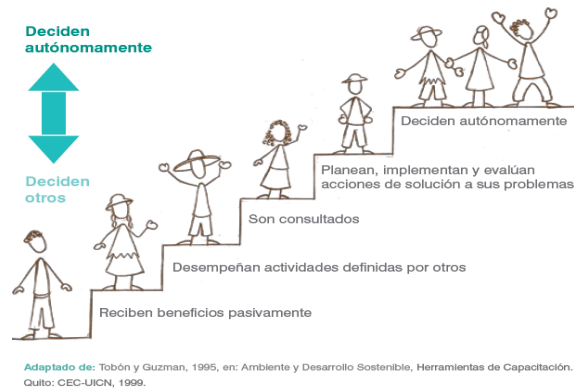 Deciden
autónomamente
Deciden
otros
Deciden autónomamente
Planean, implementan y evalúan
acciones de solución a sus problemas
Son consultados
Desempeñan actividades definidas por otros
Reciben beneficios pasivamente
Adaptado de: Tobón y Guzman, 1995, en: Ambiente y Desarrollo Sostenible, Herramientas de Capacitación.
Quito: CEC-UICN, 1999.